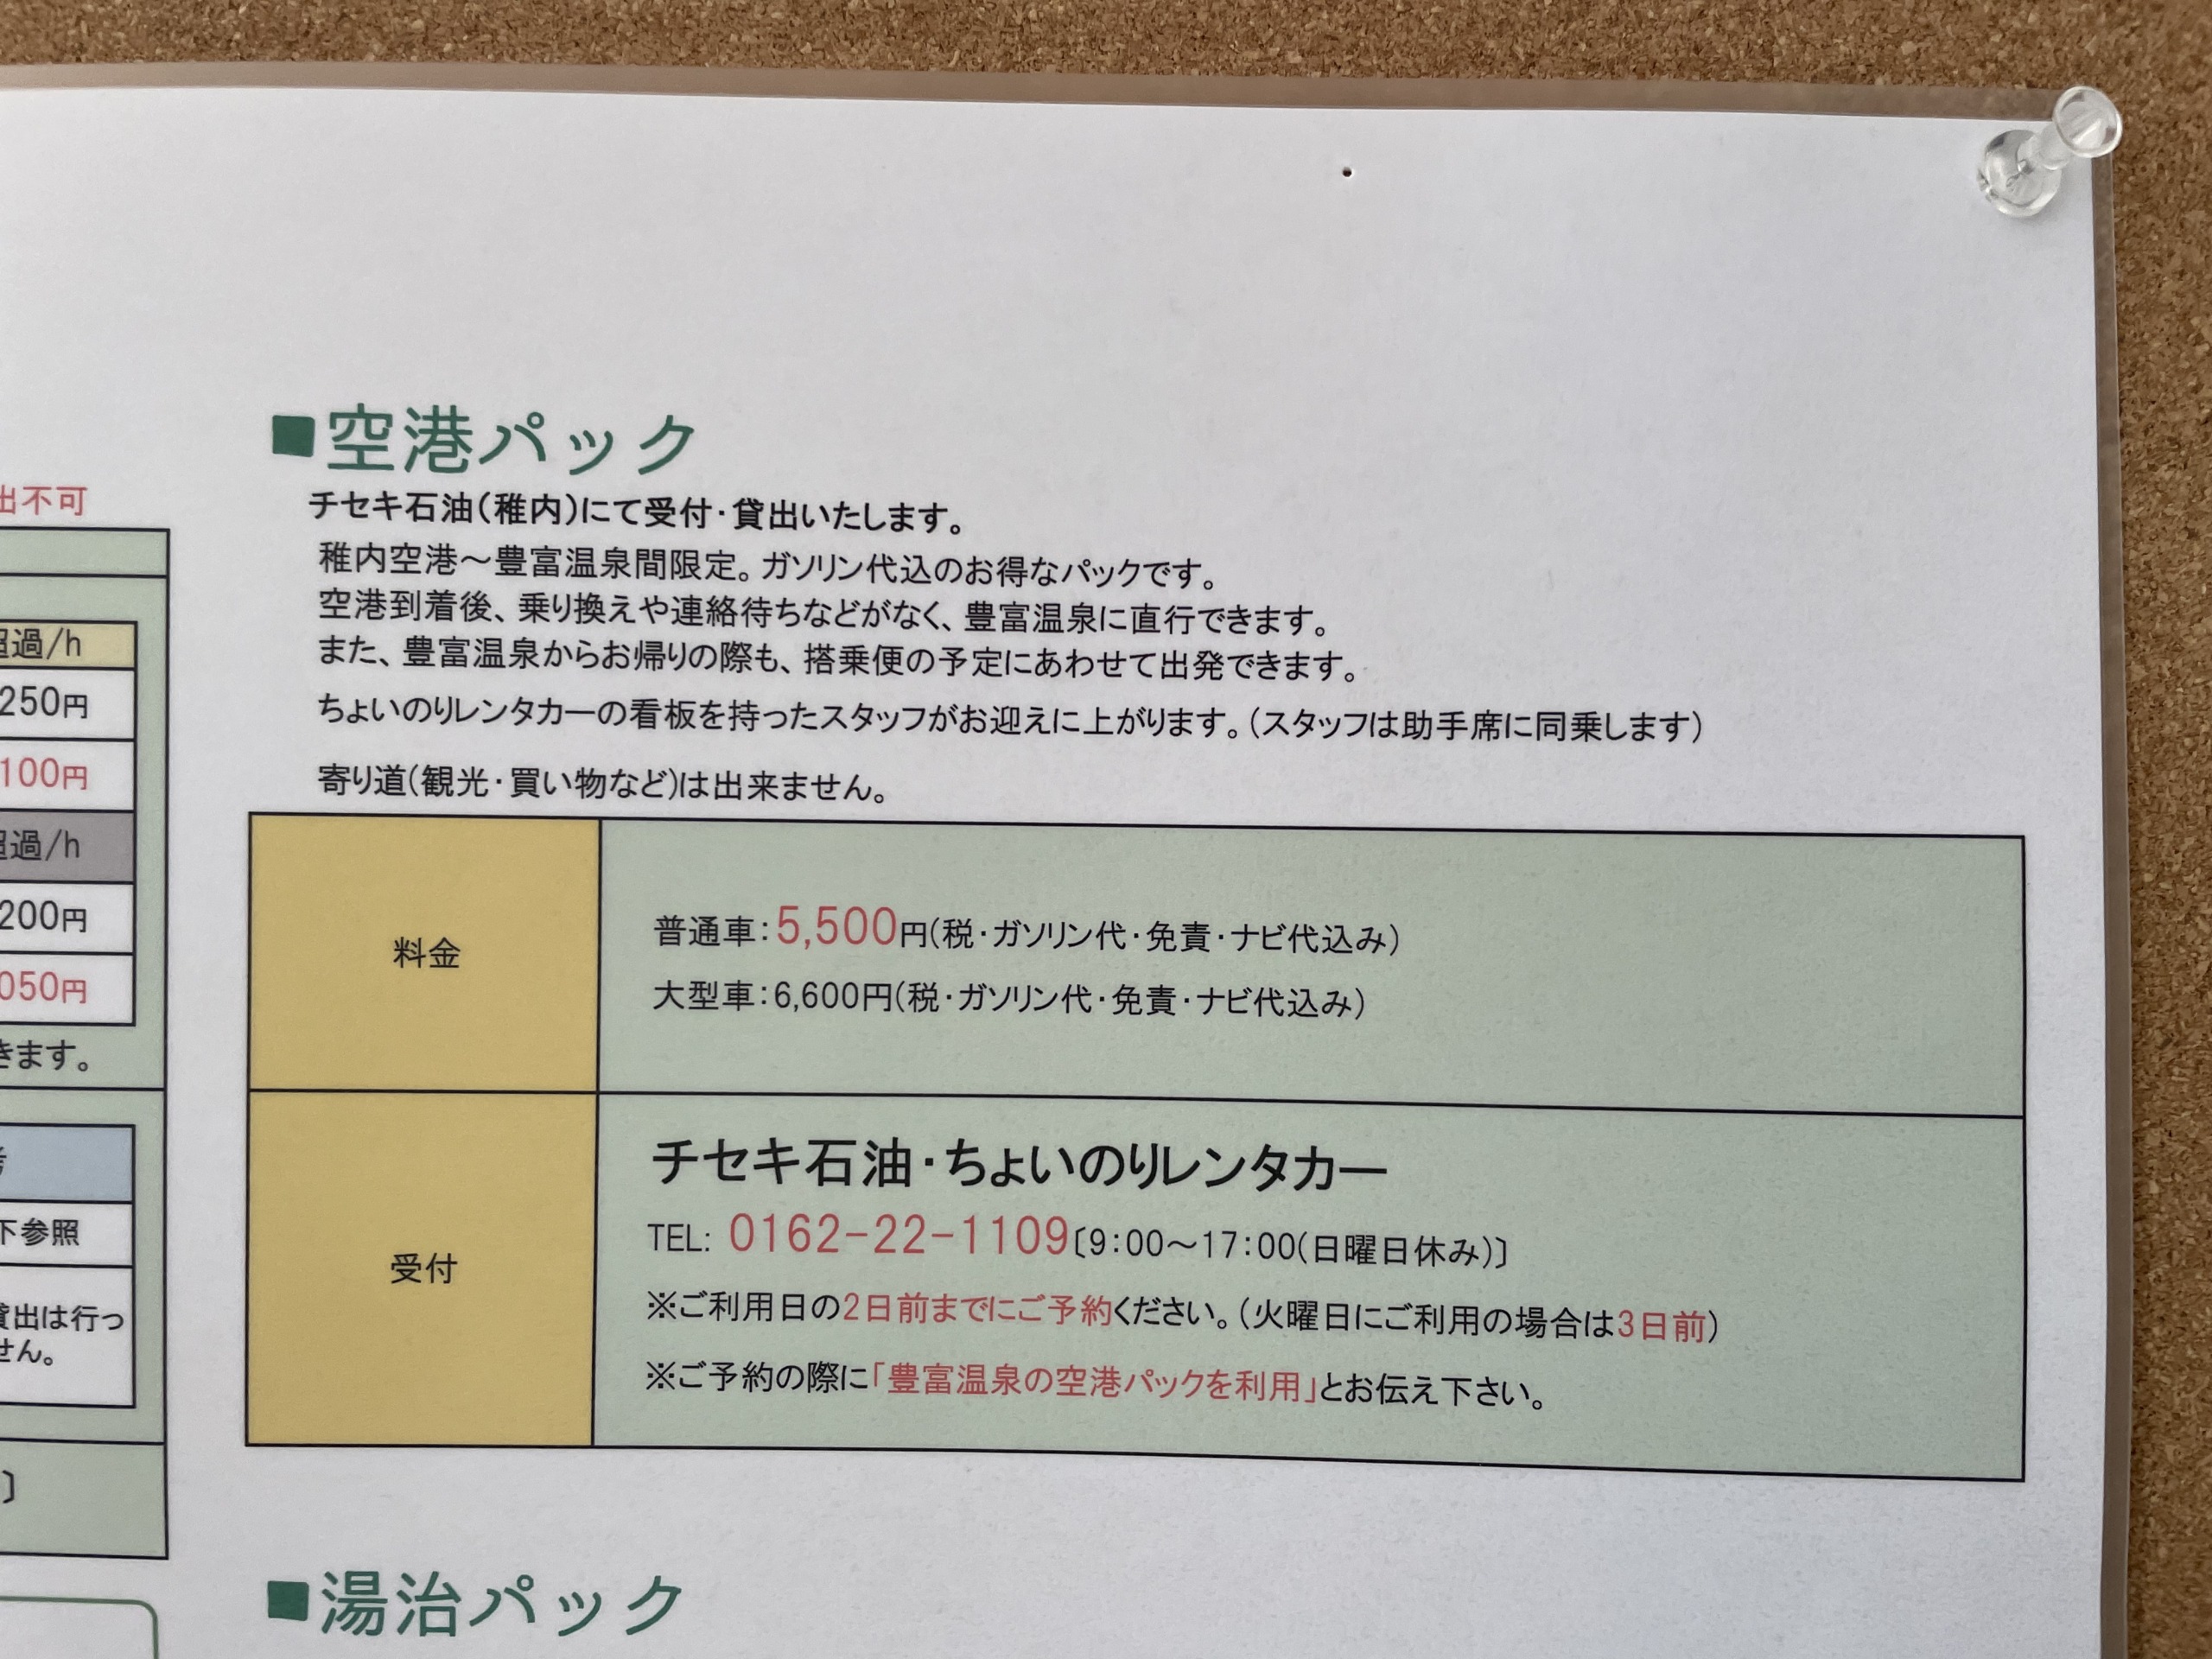 出不可
超過/h
250円
100円
超過/h
200円
050円
きます。
下参照
貸出は行っ
せん。
〕
■空港パック
チセキ石油(稚内)にて受付・貸出いたします。
稚内空港～豊富温泉間限定。ガソリン代込のお得なパックです。
空港到着後、乗り換えや連絡待ちなどがなく、豊富温泉に直行できます。
また、豊富温泉からお帰りの際も、搭乗便の予定にあわせて出発できます。
ちょいのりレンタカーの看板を持ったスタッフがお迎えに上がります。(スタッフは助手席に同乗します)
寄り道(観光・買い物など)は出来ません。
料金
普通車:5,500円(税・ガソリン代・免責・ナビ代込み)
大型車:6,600円(税・ガソリン代・免責・ナビ代込み)
受付
チセキ石油・ちょいのりレンタカー
TEL: 0162-22-1109〔9:00～17:00(日曜日休み)〕
※ご利用日の2日前までにご予約ください。(火曜日にご利用の場合は3日前)
※ご予約の際に「豊富温泉の空港パックを利用」とお伝え下さい。
■湯治パック